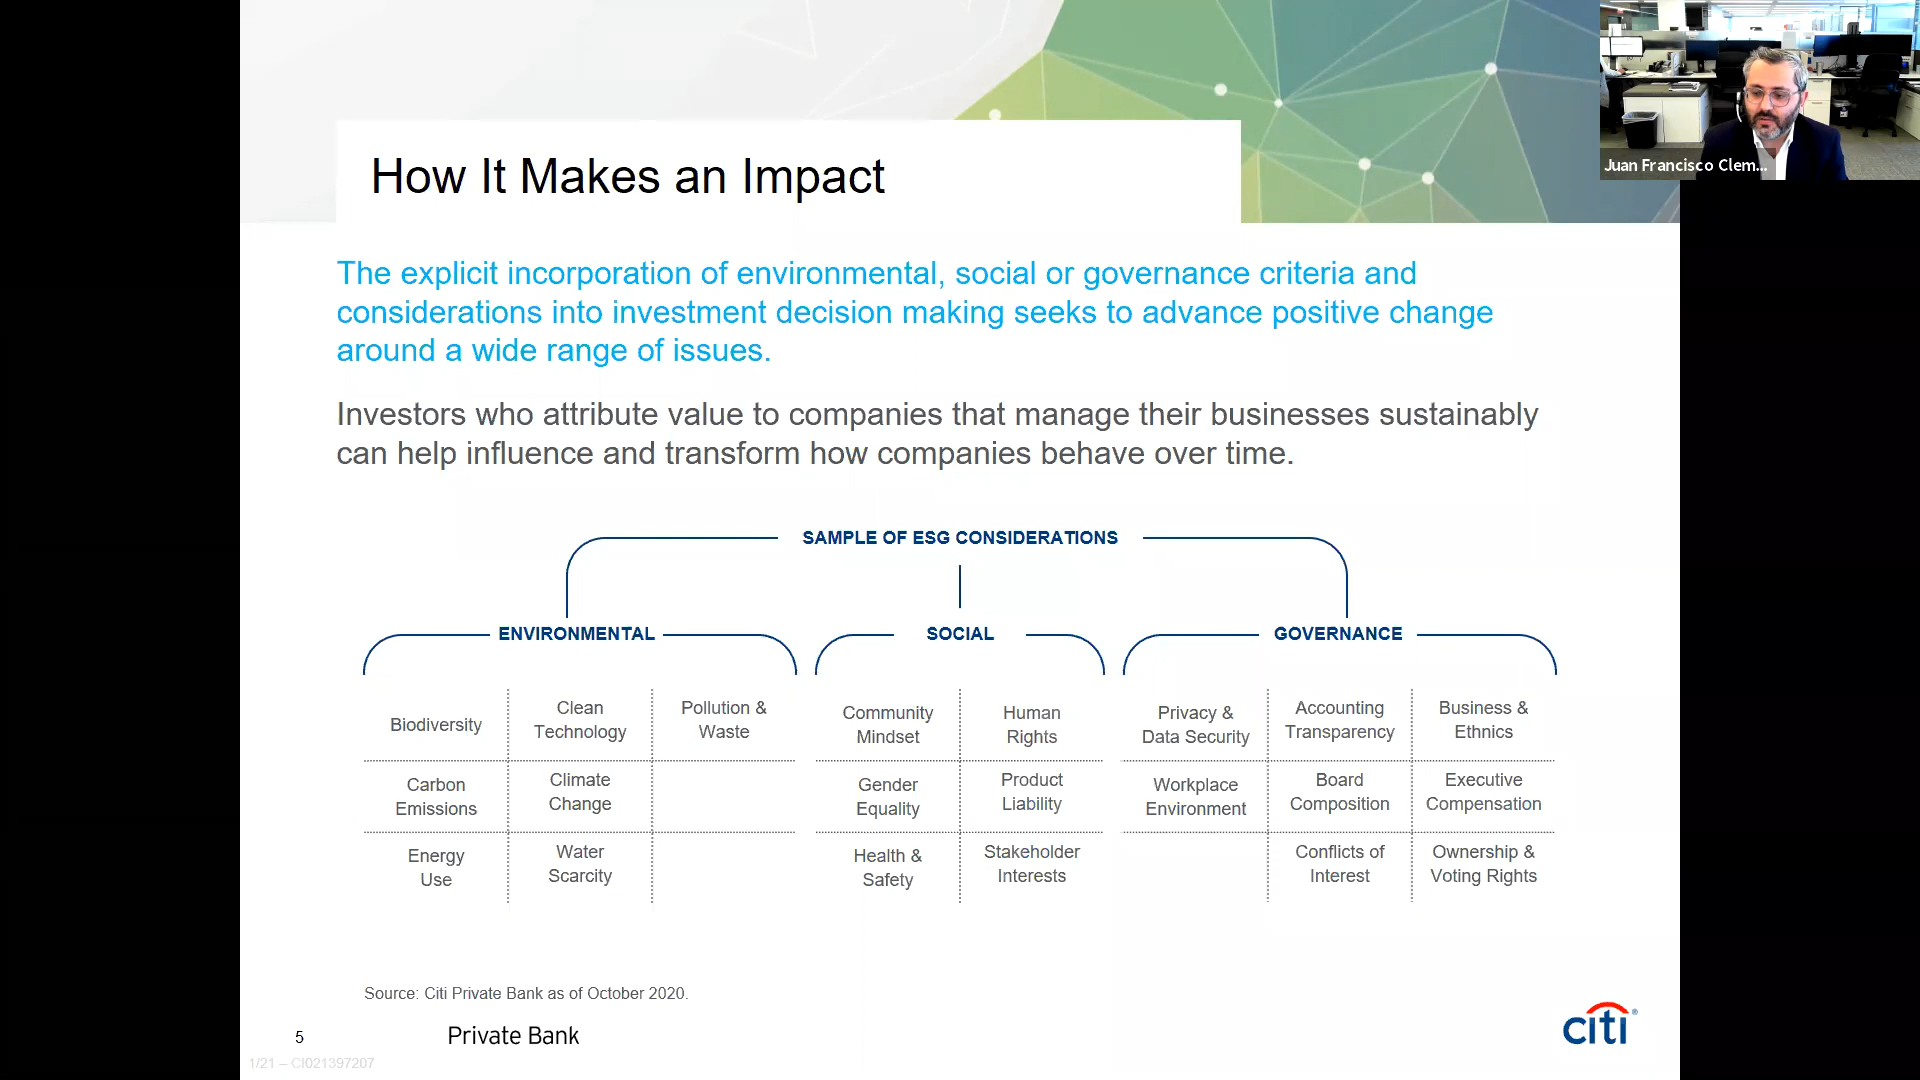 How It Makes an Impact
Juan Francisco Clem...
The explicit incorporation of environmental, social or governance criteria and
considerations into investment decision making seeks to advance positive change
around a wide range of issues.
Investors who attribute value to companies that manage their businesses sustainably
can help influence and transform how companies behave over time.
SAMPLE OF ESG CONSIDERATIONS
ENVIRONMENTAL
Biodiversity
Clean
Technology
Pollution &
Waste
Carbon
Emissions
Climate
Change
Energy
Use
Water
Scarcity
SOCIAL
Community
Mindset
Human
Rights
Gender
Equality
Product
Liability
Health &
Safety
Stakeholder
Interests
GOVERNANCE
Privacy &
Data Security
Accounting
Transparency
Business &
Ethnics
Workplace
Environment
Board
Composition
Executive
Compensation
Conflicts of
Interest
Ownership &
Voting Rights
Source: Citi Private Bank as of October 2020.
5
Private Bank
citi®
1/21 – CI021397207